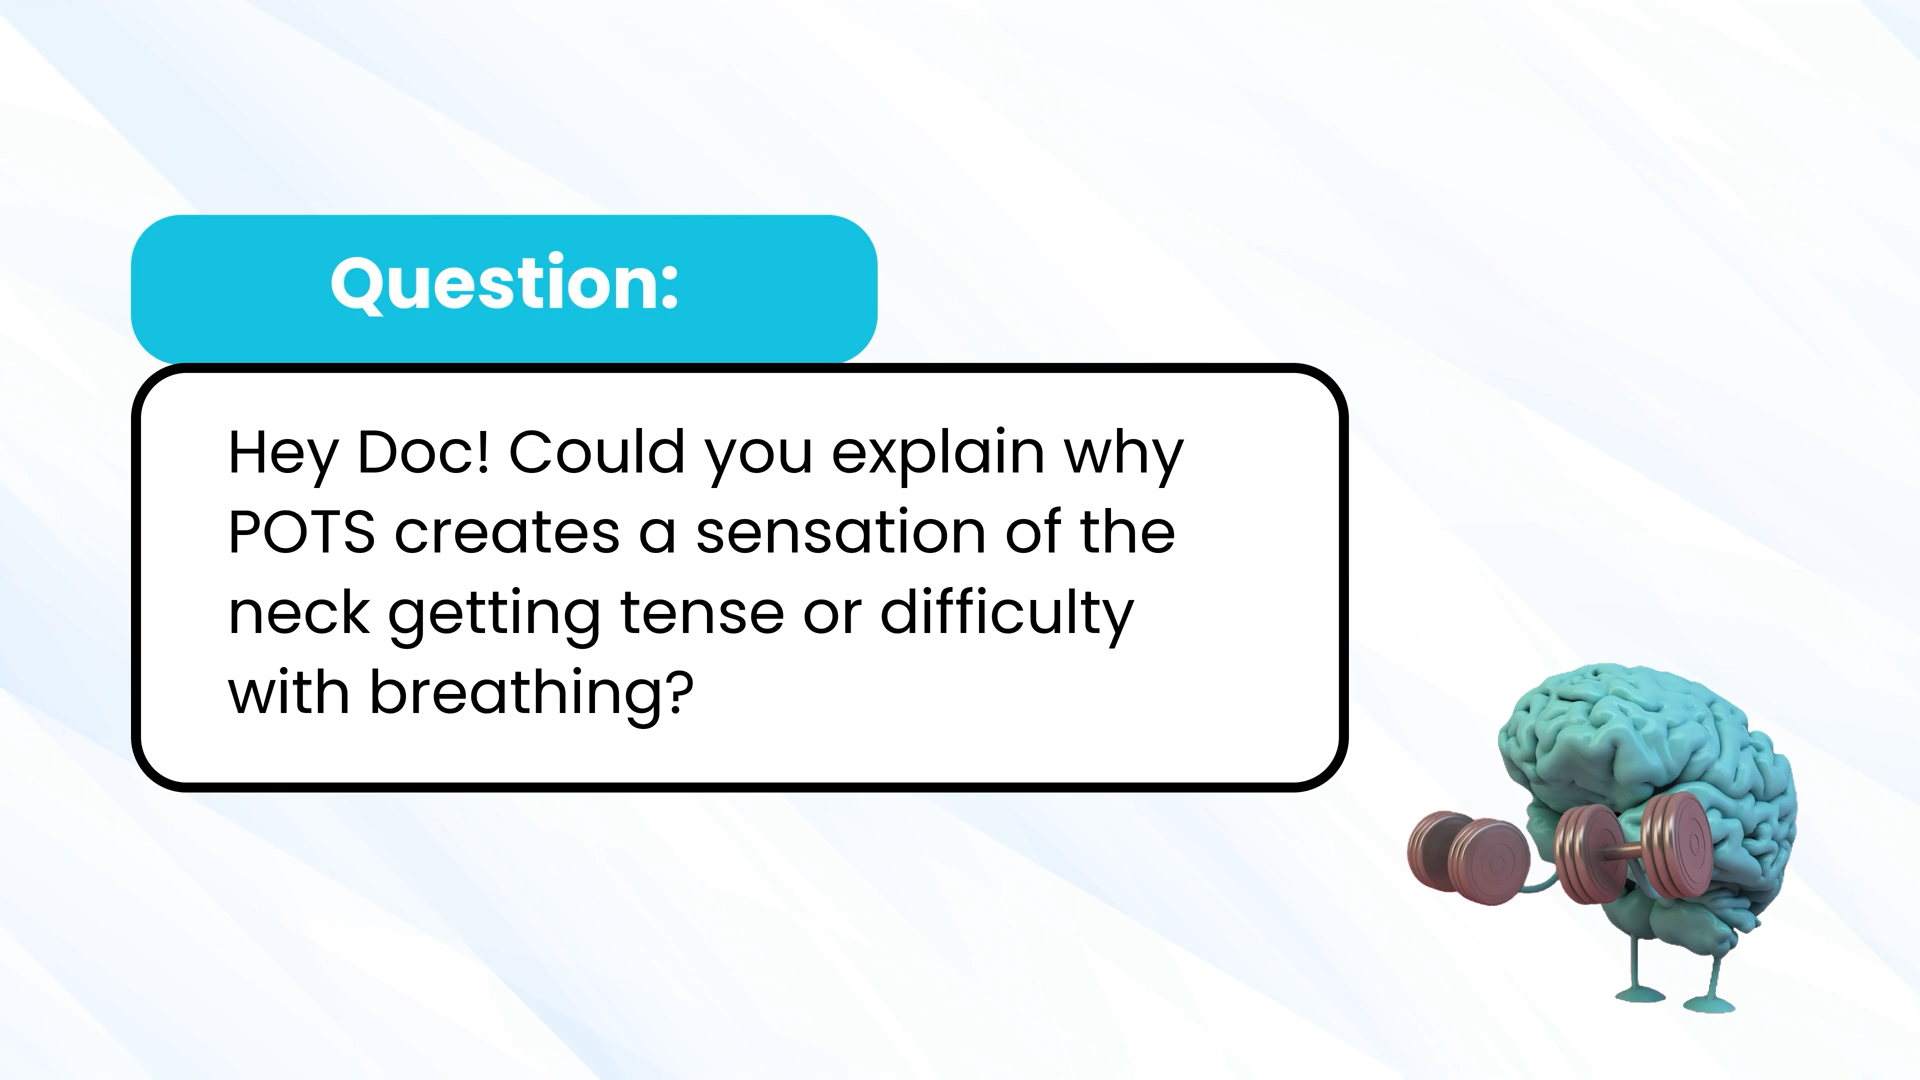 Question:
Hey Doc! Could you explain why
POTS creates a sensation of the
neck getting tense or difficulty
with breathing?